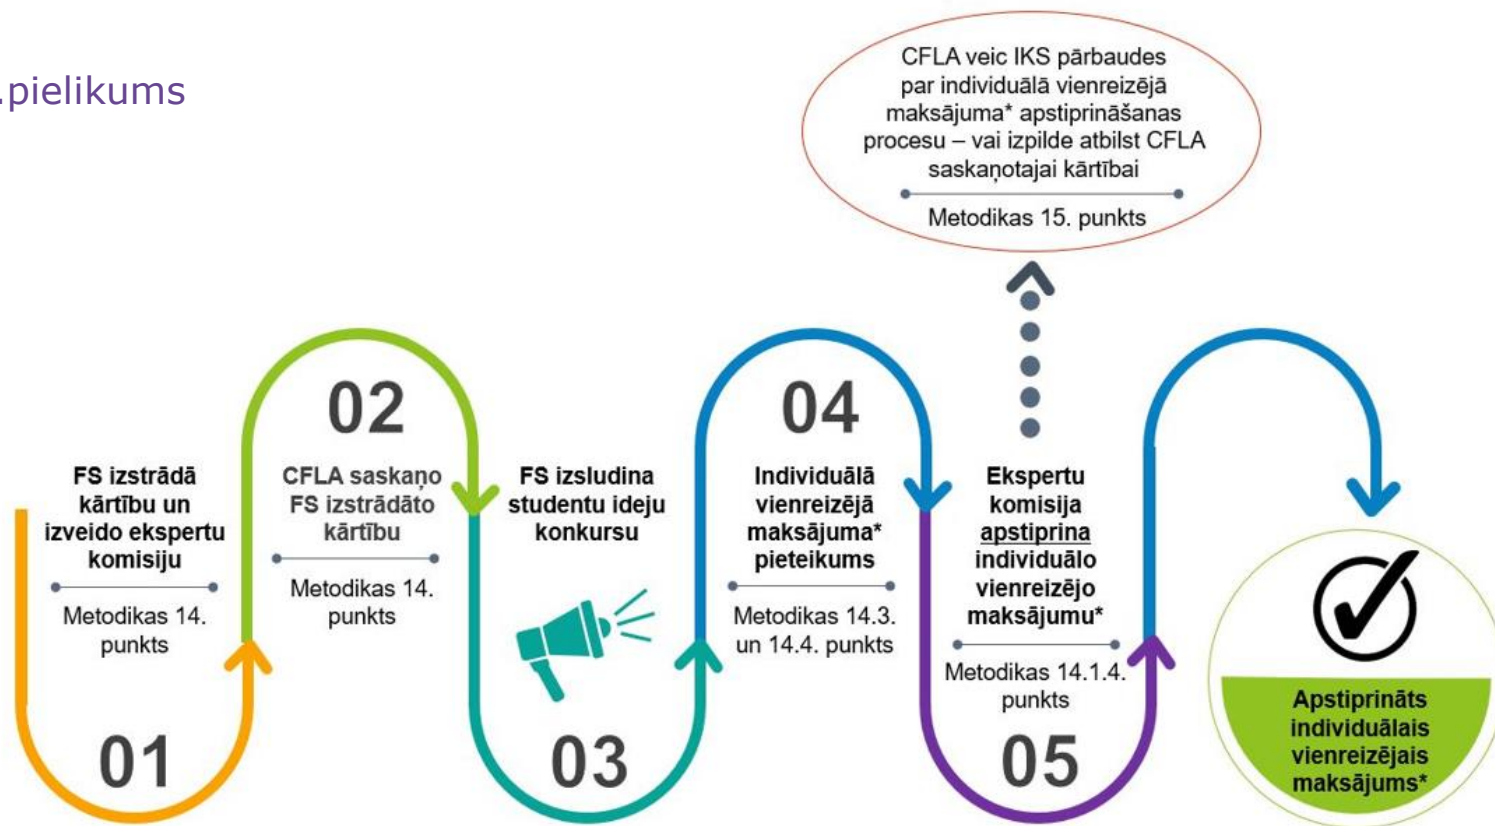 .pielikums
CFLA veic IKS pārbaudes
par individuālā vienreizējā
maksājuma* apstiprināšanas
procesu – vai izpilde atbilst CFLA
saskaņotajai kārtībai
Metodikas 15. punkts
01
FS izstrādā
kārtību un
izveido ekspertu
komisiju
Metodikas 14.
punkts
02
CFLA saskaņo
FS izstrādāto
kārtību
Metodikas 14.
punkts
FS izsludina
studentu ideju
konkursu
03
04
Individuālā
vienreizējā
maksājuma*
pieteikums
Metodikas 14.3.
un 14.4. punkts
Ekspertu
komisija
apstiprina
individuālo
vienreizējo
maksājumu*
Metodikas 14.1.4.
punkts
05
Apstiprināts
individuālais
vienreizējais
maksājums*